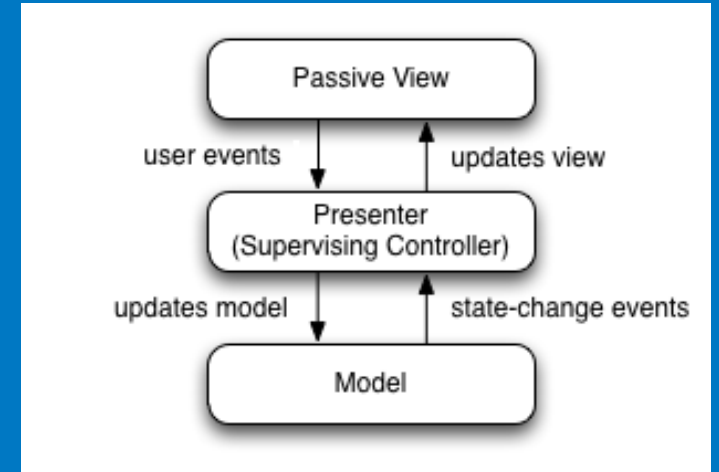 Passive View
user events
updates view
Presenter
(Supervising Controller)
updates model
state-change events
Model